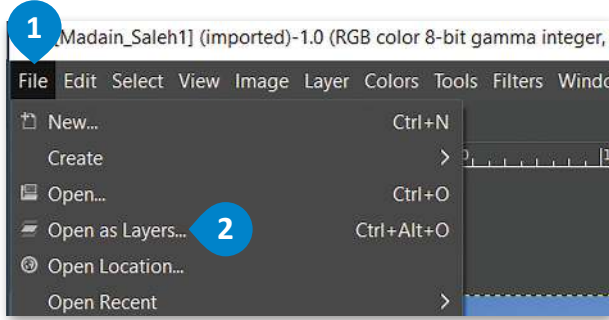 1
[Madain_Saleh1] (imported)-1.0 (RGB color 8-bit gamma integer,
File Edit Select View Image Layer Colors Tools Filters Windo
New... Ctrl+N
Create >
Open... Ctrl+O
Open as Layers... 2 Ctrl+Alt+O
Open Location...
Open Recent >